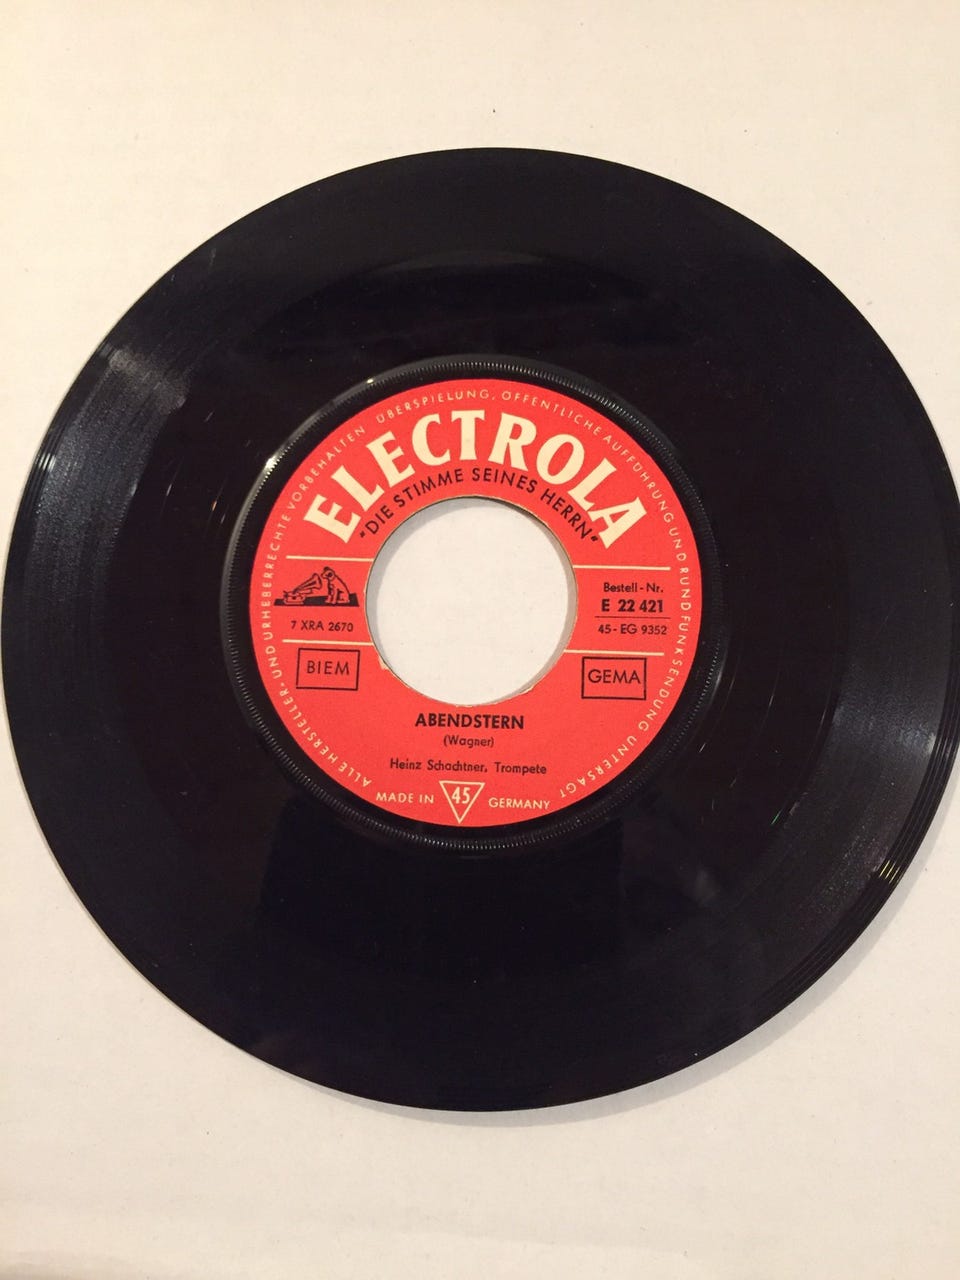 ALLE HERSTELLER- UND URHEBERRECHTE VORBEHALTEN ÜBERSPIELUNG, ÖFFENTLICHE AUFFÜHRUNG UND RUNDFUNKSENDUNG UNTERSAGT
ELECTROLA
"DIE STIMME SEINES HERRN"
7 XRA 2670
BIEM
Bestell-Nr.
E 22 421
45-EG 9352
GEMA
ABENDSTERN
(Wagner)
Heinz Schachtner, Trompete
MADE IN 45 GERMANY